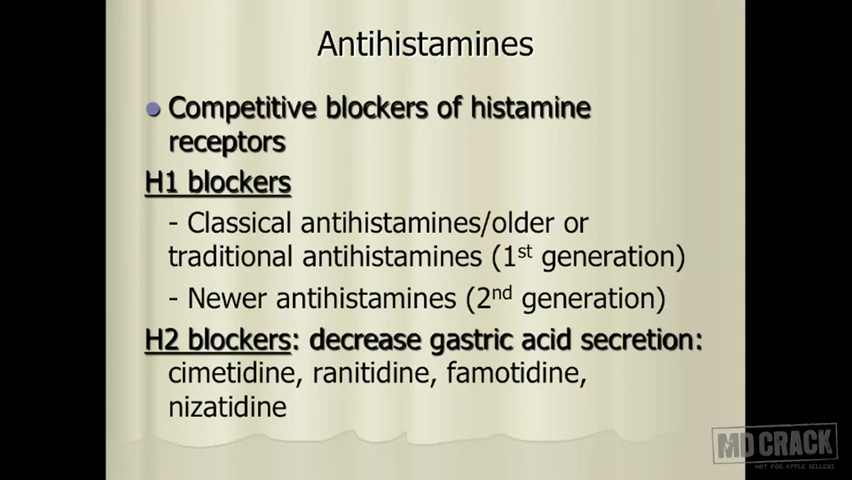 Antihistamines
Competitive blockers of histamine
receptors
H1 blockers
- Classical antihistamines/older or
traditional antihistamines (1st generation)
- Newer antihistamines (2nd generation)
H2 blockers: decrease gastric acid secretion:
cimetidine, ranitidine, famotidine,
nizatidine
MD CRACK
NOT FOR APPLE SELLERS